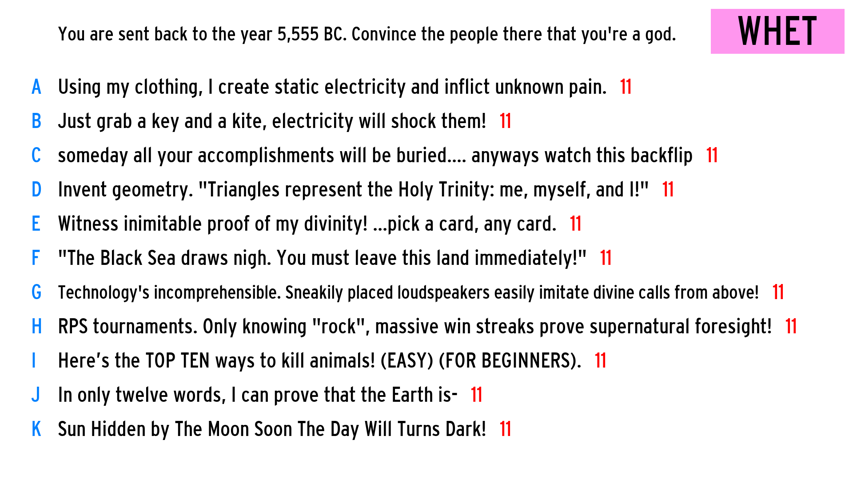 You are sent back to the year 5,555 BC. Convince the people there that you're a god.
WHET
A Using my clothing, I create static electricity and inflict unknown pain. 11
B Just grab a key and a kite, electricity will shock them! 11
C someday all your accomplishments will be buried.... anyways watch this backflip 11
D Invent geometry. "Triangles represent the Holy Trinity: me, myself, and I!" 11
E Witness inimitable proof of my divinity! ...pick a card, any card. 11
F "The Black Sea draws nigh. You must leave this land immediately!" 11
G Technology's incomprehensible. Sneakily placed loudspeakers easily imitate divine calls from above! 11
H RPS tournaments. Only knowing "rock", massive win streaks prove supernatural foresight! 11
I Here’s the TOP TEN ways to kill animals! (EASY) (FOR BEGINNERS). 11
J In only twelve words, I can prove that the Earth is- 11
K Sun Hidden by The Moon Soon The Day Will Turns Dark! 11